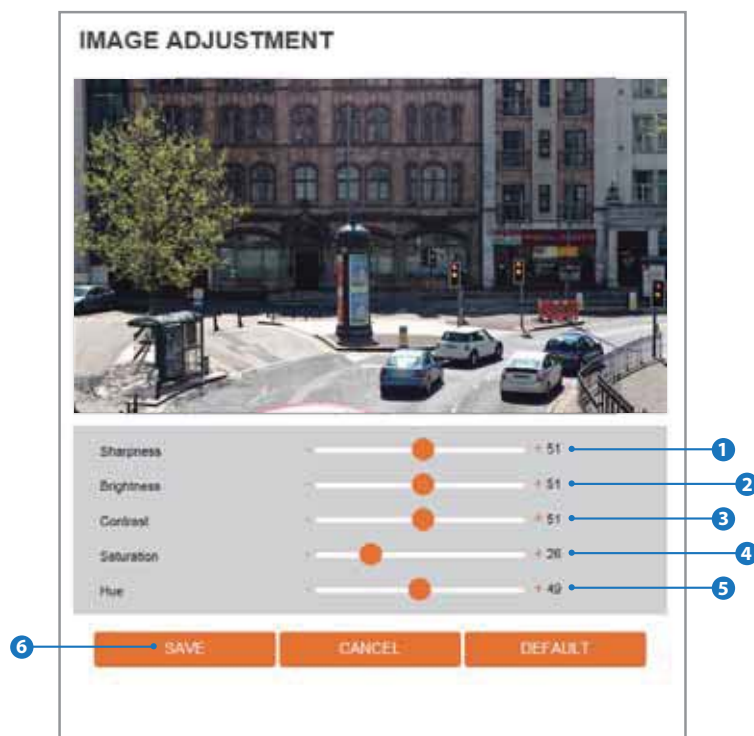 IMAGE ADJUSTMENT
Sharpness - + 51 1
Brightness - + 51 2
Contrast - + 51 3
Saturation - + 26 4
Hue - + 49 5
6 SAVE CANCEL DEFAULT